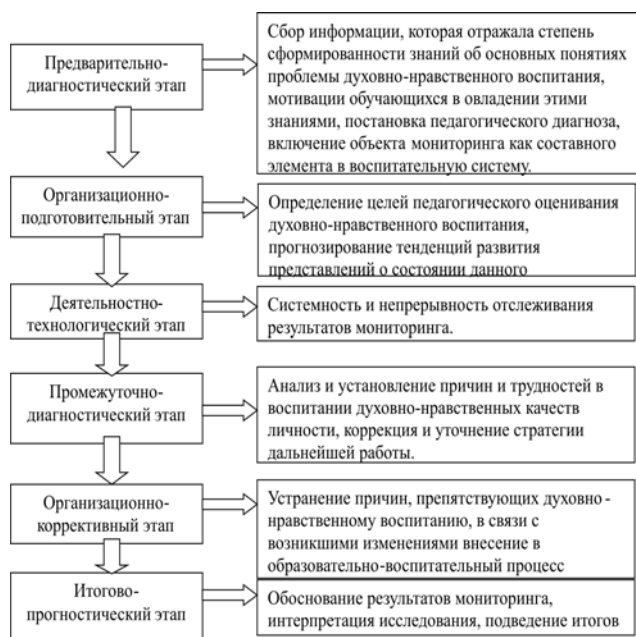 Предварительно-
диагностический этап
Сбор информации, которая отражала степень
сформированности знаний об основных понятиях
проблемы духовно-нравственного воспитания,
мотивации обучающихся в овладении этими
знаниями, постановка педагогического диагноза,
включение объекта мониторинга как составного
элемента в воспитательную систему.
Организационно-
подготовительный этап
Определение целей педагогического оценивания
духовно-нравственного воспитания,
прогнозирование тенденций развития
представлений о состоянии данного
Деятельностно-
технологический этап
Системность и непрерывность отслеживания
результатов мониторинга.
Промежуточно-
диагностический этап
Анализ и установление причин и трудностей в
воспитании духовно-нравственных качеств
личности, коррекция и уточнение стратегии
дальнейшей работы.
Организационно-
коррективный этап
Устранение причин, препятствующих духовно-
нравственному воспитанию, в связи с
возникшими изменениями внесение в
образовательно-воспитательный процесс
Итогово-
прогностический этап
Обоснование результатов мониторинга,
интерпретация исследования, подведение итогов